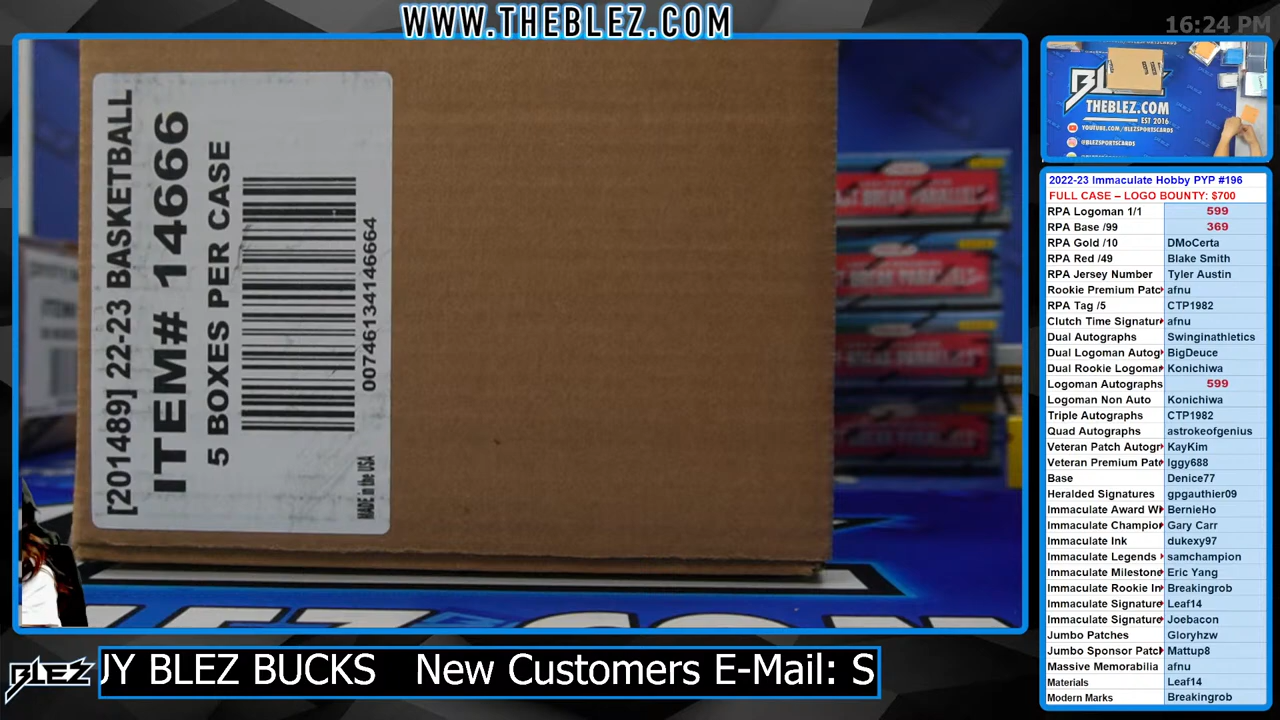 WWW.THEBLEZ.COM
16:24 PM
[201489] 22-23 BASKETBALL
ITEM# 14666
5 BOXES PER CASE
00746134146664
MADE in the USA
THEBLEZ.COM
EST 2016
YOUTUBE.COM/BLEZSPORTSCARDS
@BLEZSPORTSCARDS
2022-23 Immaculate Hobby PYP #196
FULL CASE – LOGO BOUNTY: $700
RPA Logoman 1/1 599
RPA Base /99 369
RPA Gold /10 DMoCerta
RPA Red /49 Blake Smith
RPA Jersey Number Tyler Austin
Rookie Premium Patc afnu
RPA Tag /5 CTP1982
Clutch Time Signatur afnu
Dual Autographs Swinginathletics
Dual Logoman Autog BigDeuce
Dual Rookie Logomar Konichiwa
Logoman Autographs 599
Logoman Non Auto Konichiwa
Triple Autographs CTP1982
Quad Autographs astrokeofgenius
Veteran Patch Autogr KayKim
Veteran Premium Pat Iggy688
Base Denice77
Heralded Signatures gpgauthier09
Immaculate Award W BernieHo
Immaculate Champio Gary Carr
Immaculate Ink dukexy97
Immaculate Legends samchampion
Immaculate Milestone Eric Yang
Immaculate Rookie In Breakingrob
Immaculate Signature Leaf14
Immaculate Signature Joebacon
Jumbo Patches Gloryhzw
Jumbo Sponsor Patch Mattup8
Massive Memorabilia afnu
Materials Leaf14
Modern Marks Breakingrob
BLEZ
JY BLEZ BUCKS New Customers E-Mail: S